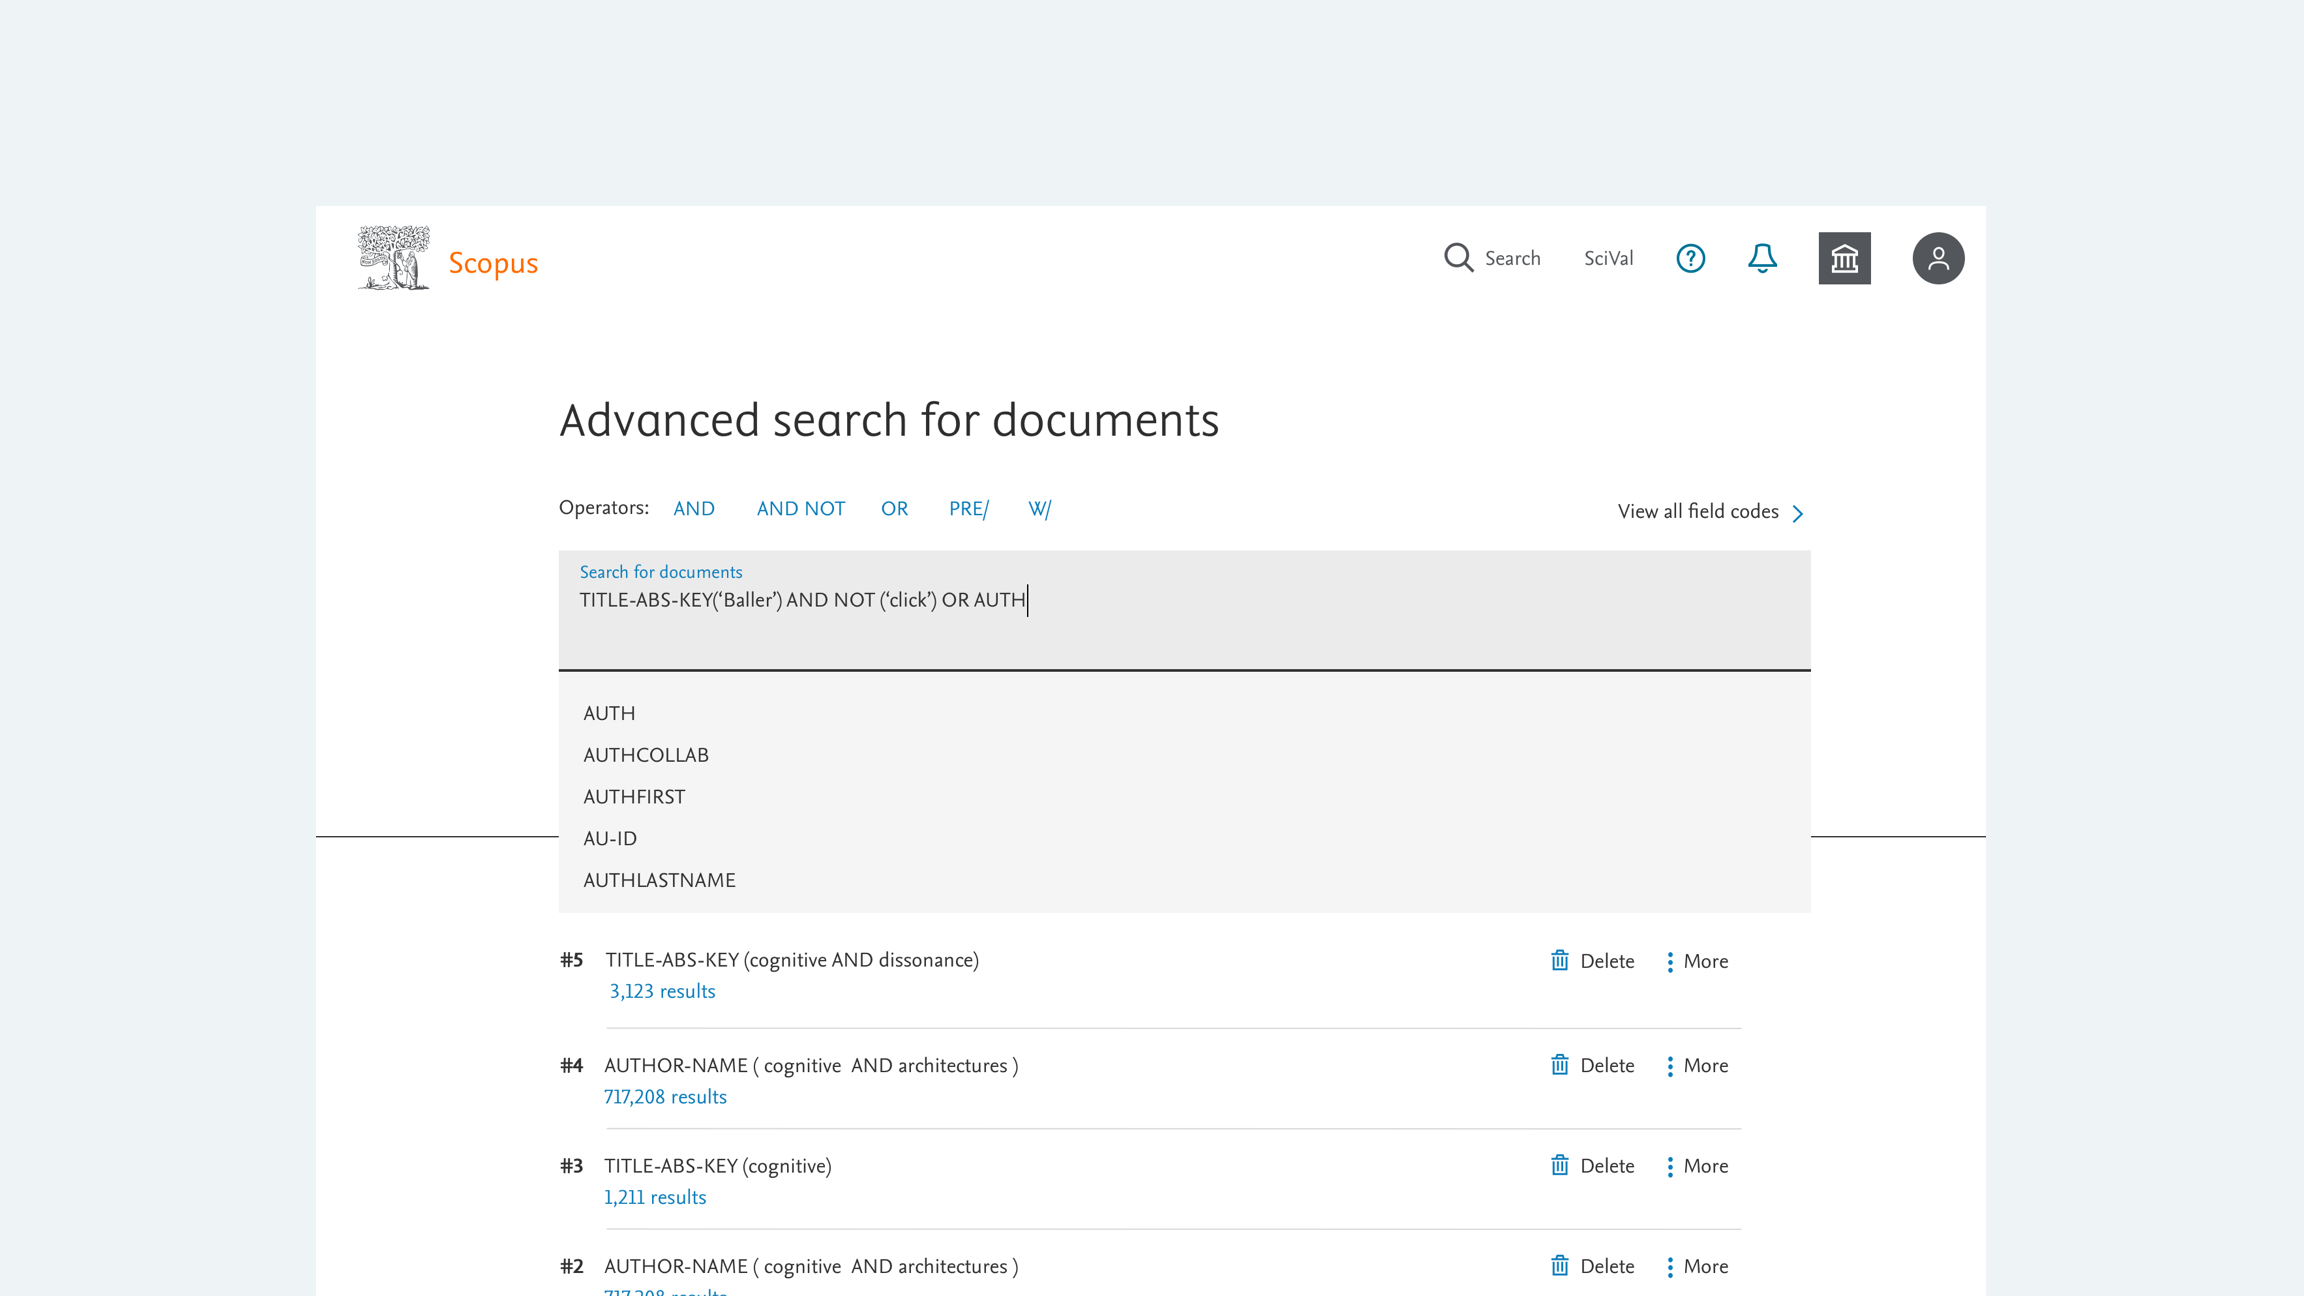 Scopus
Search SciVal
Advanced search for documents
Operators: AND AND NOT OR PRE/ W/
View all field codes
Search for documents
TITLE-ABS-KEY(‘Baller’) AND NOT (‘click’) OR AUTH
AUTH
AUTHCOLLAB
AUTHFIRST
AU-ID
AUTHLASTNAME
#5 TITLE-ABS-KEY (cognitive AND dissonance) Delete More
3,123 results
#4 AUTHOR-NAME ( cognitive AND architectures ) Delete More
717,208 results
#3 TITLE-ABS-KEY (cognitive) Delete More
1,211 results
#2 AUTHOR-NAME ( cognitive AND architectures ) Delete More
717,208 results